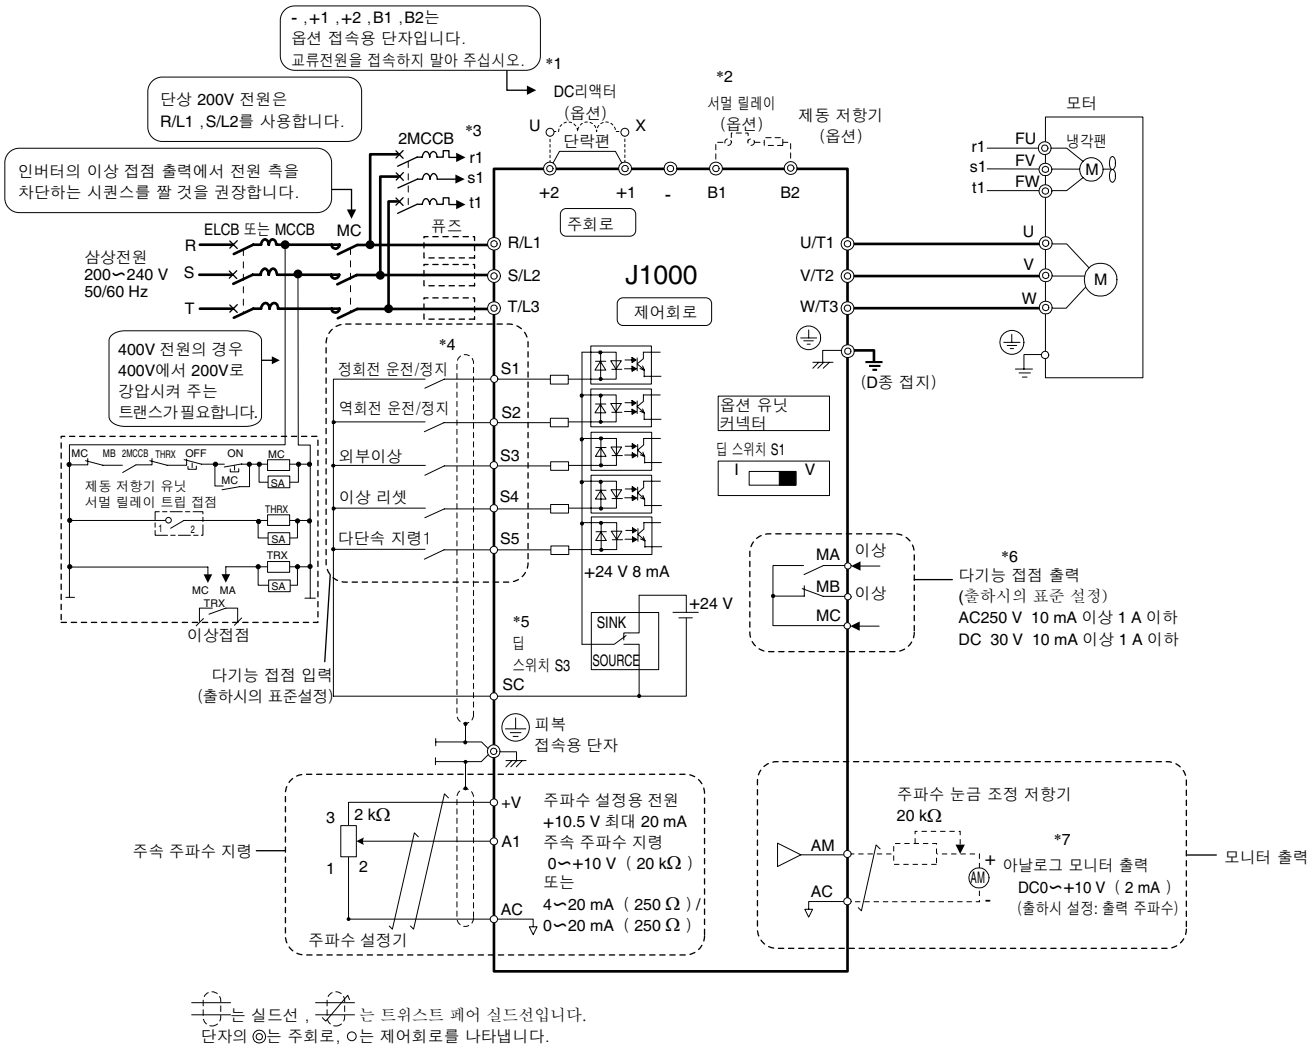 - ,+1 ,+2 ,B1 ,B2는
옵션 접속용 단자입니다.
교류전원을 접속하지 말아 주십시오.
*1
DC리액터
(옵션)
U
X
단락편
*2
서멀 릴레이
(옵션)
제동 저항기
(옵션)
모터
단상 200V 전원은
R/L1 ,S/L2를 사용합니다.
2MCCB
*3
r1
s1
t1
r1
s1
t1
FU
FV
FW
냉각팬
M
인버터의 이상 접점 출력에서 전원 측을
차단하는 시퀀스를 짤 것을 권장합니다.
+2
+1
-
B1
B2
주회로
ELCB 또는 MCCB
MC
퓨즈
삼상전원
200∽240 V
50/60 Hz
R
S
T
R/L1
S/L2
T/L3
J1000
제어회로
U/T1
V/T2
W/T3
U
V
W
M
(D종 접지)
400V 전원의 경우
400V에서 200V로
강압시켜 주는
트랜스가필요합니다.
*4
정회전 운전/정지
S1
역회전 운전/정지
S2
외부이상
S3
이상 리셋
S4
다단속 지령1
S5
+24 V 8 mA
옵션 유닛
커넥터
딥 스위치 S1
I
V
MC
MB
2MCCB
THRX
OFF
ON
MC
MC
SA
제동 저항기 유닛
서멀 릴레이 트립 접점
1
2
THRX
SA
TRX
SA
MC
MA
TRX
이상접점
다기능 접점 입력
(출하시의 표준설정)
*5
딥
스위치 S3
SINK
SOURCE
+24 V
SC
MA
이상
MB
이상
MC
*6
다기능 접점 출력
(출하시의 표준 설정)
AC250 V 10 mA 이상 1 A 이하
DC 30 V 10 mA 이상 1 A 이하
피복
접속용 단자
주속 주파수 지령
3
2 kΩ
1
2
주파수 설정기
+V
A1
AC
주파수 설정용 전원
+10.5 V 최대 20 mA
주속 주파수 지령
0∽+10 V ( 20 kΩ )
또는
4∽20 mA ( 250 Ω )/
0∽20 mA ( 250 Ω )
주파수 눈금 조정 저항기
20 kΩ
AM
AC
AM
+
-
*7
아날로그 모니터 출력
DC0∽+10 V ( 2 mA )
(출하시 설정: 출력 주파수)
모니터 출력
는 실드선 , 는 트위스트 페어 실드선입니다.
단자의 ◎는 주회로, ○는 제어회로를 나타냅니다.